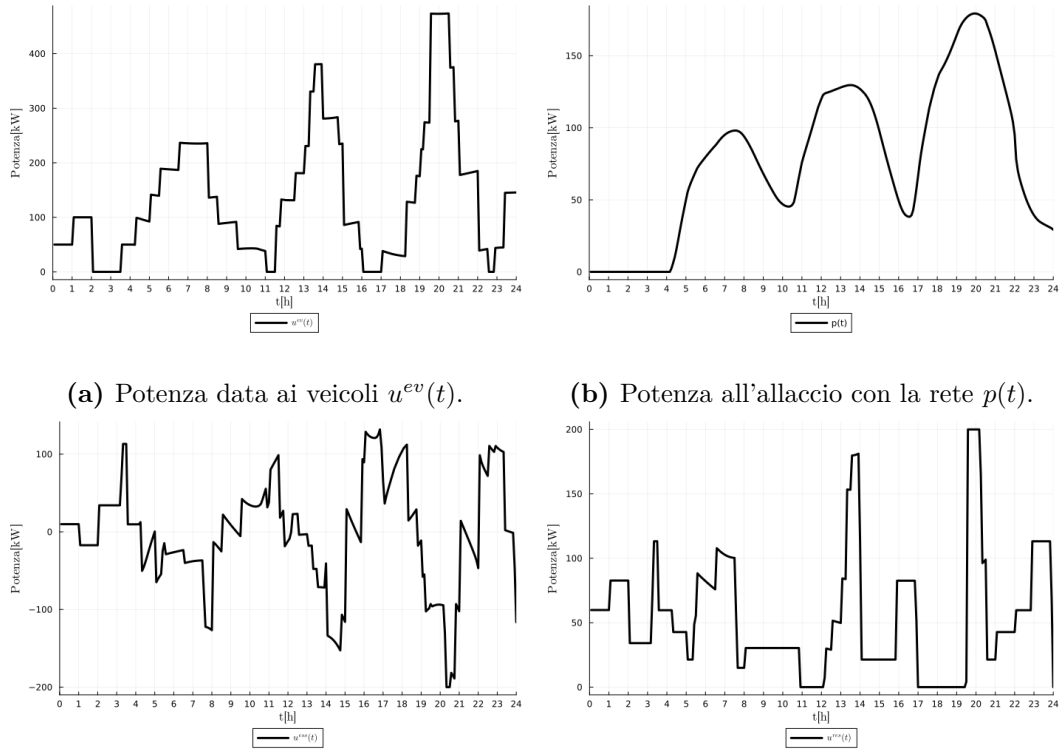 400
300
200
100
0
Potenza[kW]
0 1 2 3 4 5 6 7 8 9 10 11 12 13 14 15 16 17 18 19 20 21 22 23 24
t[h]
u^{ev}(t)
150
100
50
0
Potenza[kW]
0 1 2 3 4 5 6 7 8 9 10 11 12 13 14 15 16 17 18 19 20 21 22 23 24
t[h]
p(t)
(a) Potenza data ai veicoli u^{ev}(t).
(b) Potenza all'allaccio con la rete p(t).
100
0
−100
−200
Potenza[kW]
0 1 2 3 4 5 6 7 8 9 10 11 12 13 14 15 16 17 18 19 20 21 22 23 24
t[h]
u^{ess}(t)
200
150
100
50
0
Potenza[kW]
0 1 2 3 4 5 6 7 8 9 10 11 12 13 14 15 16 17 18 19 20 21 22 23 24
t[h]
u^{res}(t)